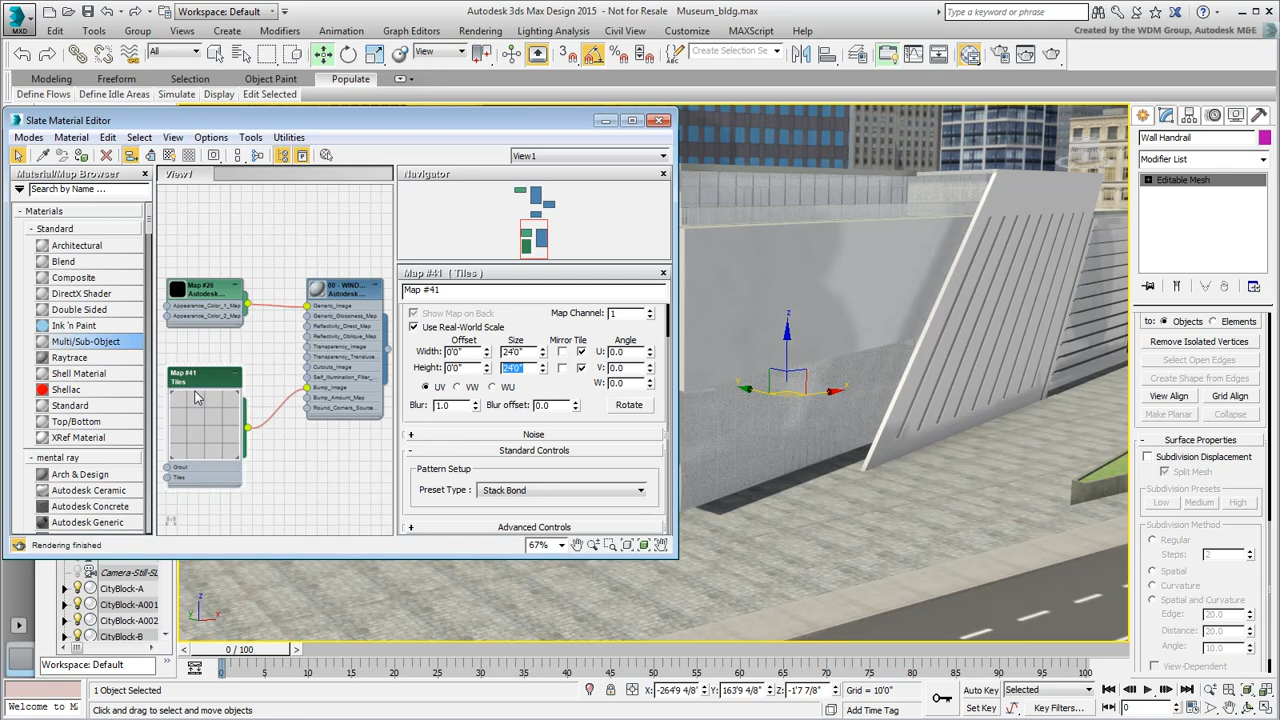 Workspace: Default
Autodesk 3ds Max Design 2015 - Not for Resale Museum_bldg.max
Type a keyword or phrase
MXD
Edit Tools Group Views Create Modifiers Animation Graph Editors Rendering Lighting Analysis Civil View Customize MAXScript Help
Created by the WDM Group, Autodesk M&E
All
View
Create Selection Se
Modeling Freeform Selection Object Paint Populate
Define Flows Define Idle Areas Simulate Display Edit Selected
Slate Material Editor
Modes Material Edit Select View Options Tools Utilities
View1
Material/Map Browser
Search by Name ...
Materials
Standard
Architectural
Blend
Composite
DirectX Shader
Double Sided
Ink 'n Paint
Multi/Sub-Object
Raytrace
Shell Material
Shellac
Standard
Top/Bottom
XRef Material
mental ray
Arch & Design
Autodesk Ceramic
Autodesk Concrete
Autodesk Generic
View1
Map #26
Autodesk...
Appearance_Color_1_Map
Appearance_Color_2_Map
Map #41
Tiles
Grout
Tiles
00 - WIND...
Autodesk...
Generic_Image
Generic_Glossiness_Map
Reflectivity_Direct_Map
Reflectivity_Oblique_Map
Transparency_Image
Transparency_Transluce...
Cutouts_Image
Self_Illumination_Filter_...
Bump_Image
Bump_Amount_Map
Round_Corners_Source...
Navigator
Map #41 ( Tiles )
Map #41
Show Map on Back
Map Channel: 1
Use Real-World Scale
Offset Size Mirror Tile Angle
Width: 0'0" 24'0" U: 0.0
Height: 0'0" 24'0" V: 0.0
UV VW WU W: 0.0
Blur: 1.0 Blur offset: 0.0 Rotate
Noise
Standard Controls
Pattern Setup
Preset Type : Stack Bond
Advanced Controls
Rendering finished
67%
Camera-Still-SL
CityBlock-A
CityBlock-A001
CityBlock-A002
CityBlock-B
Workspace: Default
Wall Handrail
Modifier List
Editable Mesh
to: Objects Elements
Remove Isolated Vertices
Select Open Edges
Create Shape from Edges
View Align Grid Align
Make Planar Collapse
Surface Properties
Subdivision Displacement
Split Mesh
Subdivision Presets
Low Medium High
Subdivision Method
Regular
Steps: 2
Spatial
Curvature
Spatial and Curvature
Edge: 20.0
Distance: 20.0
Angle: 10.0
View-Dependent
z
y
x
0 / 100
0 5 10 15 20 25 30 35 40 45 50 55 60 65 70 75 80 85 90 95 100
1 Object Selected
X: -264'9 4/8" Y: 163'9 4/8" Z: -1'7 7/8" Grid = 10'0"
Auto Key Selected
Welcome to M
Click and drag to select and move objects
Add Time Tag
Set Key Key Filters... 0